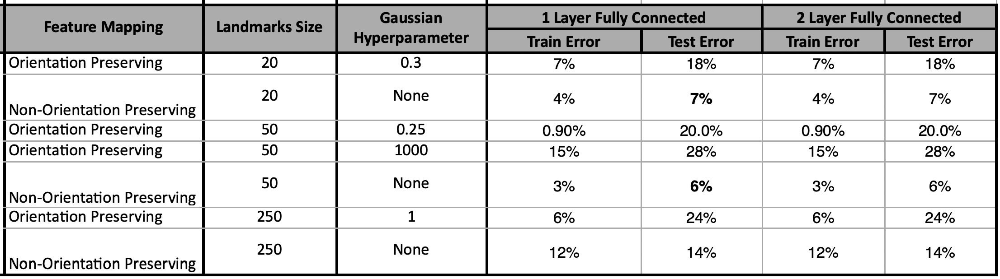 Feature Mapping Landmarks Size Gaussian Hyperparameter 1 Layer Fully Connected 2 Layer Fully Connected
Train Error Test Error Train Error Test Error
Orientation Preserving 20 0.3 7% 18% 7% 18%
Non-Orientation Preserving 20 None 4% 7% 4% 7%
Orientation Preserving 50 0.25 0.90% 20.0% 0.90% 20.0%
Orientation Preserving 50 1000 15% 28% 15% 28%
Non-Orientation Preserving 50 None 3% 6% 3% 6%
Orientation Preserving 250 1 6% 24% 6% 24%
Non-Orientation Preserving 250 None 12% 14% 12% 14%